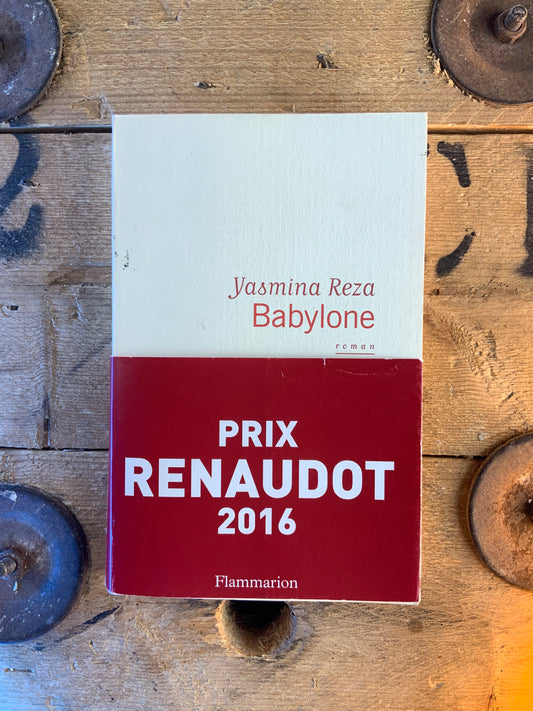 Yasmina Reza
Babylone
roman
PRIX
RENAUDOT
2016
Flammarion